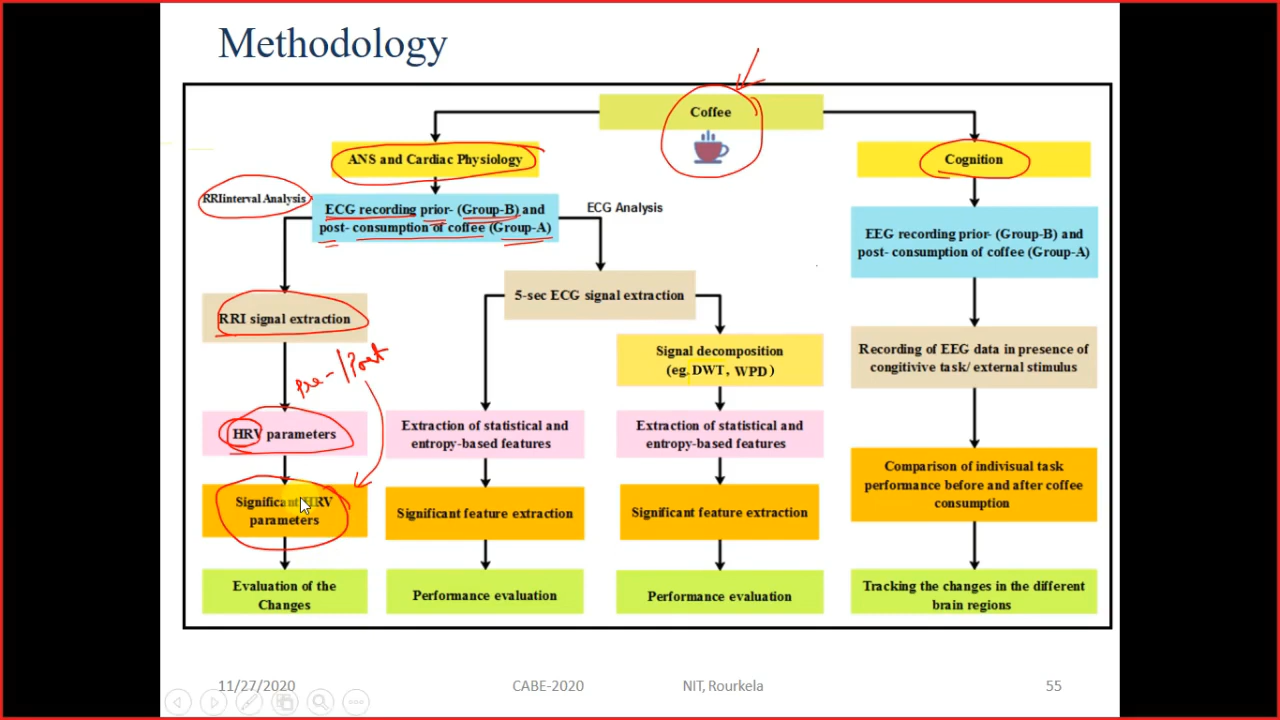 Methodology
Coffee
ANS and Cardiac Physiology
Cognition
RRIinterval Analysis
ECG recording prior- (Group-B) and
post- consumption of coffee (Group-A)
ECG Analysis
EEG recording prior- (Group-B) and
post- consumption of coffee (Group-A)
5-sec ECG signal extraction
RRI signal extraction
Signal decomposition
(eg. DWT, WPD)
Recording of EEG data in presence of
congitivive task/ external stimulus
Pre-/Post
HRV parameters
Extraction of statistical and
entropy-based features
Extraction of statistical and
entropy-based features
Comparison of indivisual task
performance before and after coffee
consumption
Significant HRV
parameters
Significant feature extraction
Significant feature extraction
Evaluation of the
Changes
Performance evaluation
Performance evaluation
Tracking the changes in the different
brain regions
11/27/2020
CABE-2020
NIT, Rourkela
55